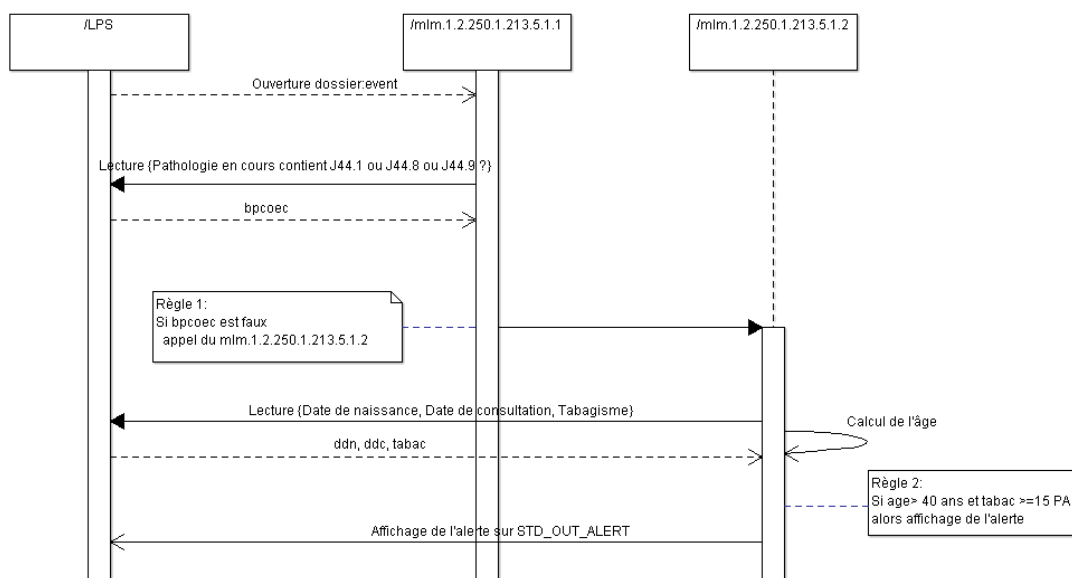 /LPS
/mlm.1.2.250.1.213.5.1.1
/mlm.1.2.250.1.213.5.1.2
Ouverture dossier:event
Lecture {Pathologie en cours contient J44.1 ou J44.8 ou J44.9 ?}
bpcoec
Règle 1:
Si bpcoec est faux
appel du mlm.1.2.250.1.213.5.1.2
Lecture {Date de naissance, Date de consultation, Tabagisme}
Calcul de l'âge
ddn, ddc, tabac
Règle 2:
Si age> 40 ans et tabac >=15 PA
alors affichage de l'alerte
Affichage de l'alerte sur STD_OUT_ALERT